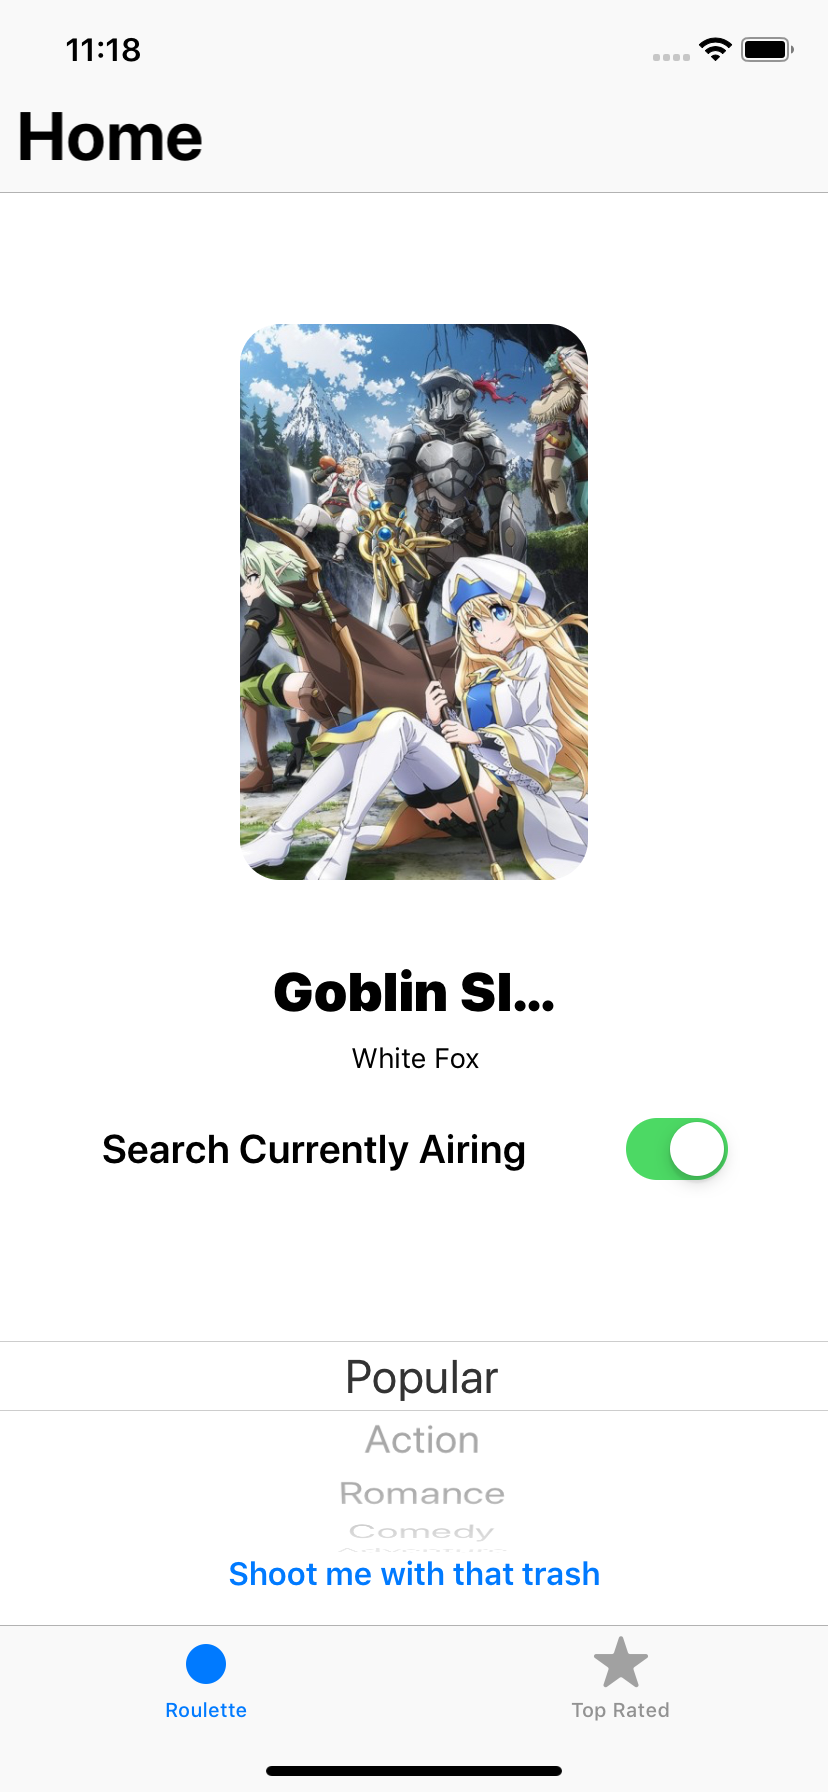 11:18
Home
Goblin Sl...
White Fox
Search Currently Airing
Popular
Action
Romance
Comedy
Adventure
Shoot me with that trash
Roulette
Top Rated